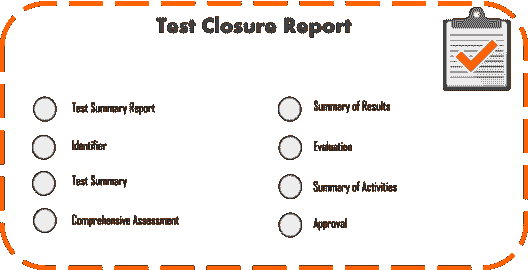 Test Closure Report
Test Summary Report
Identifier
Test Summary
Comprehensive Assessment
Summary of Results
Evaluation
Summary of Activities
Approval